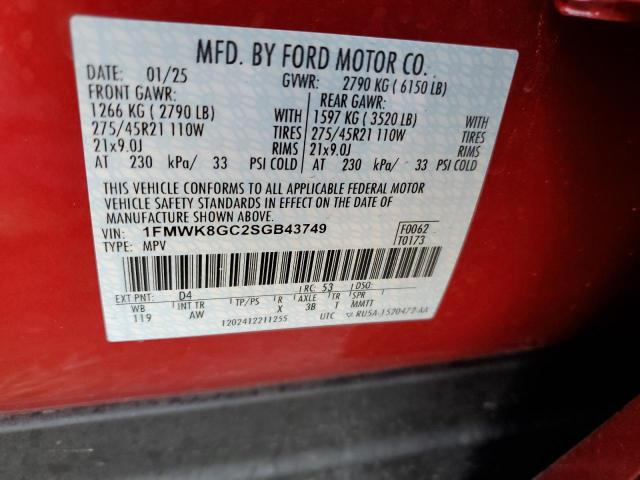 MFD. BY FORD MOTOR CO.
DATE: 01/25 GVWR: 2790 KG ( 6150 LB)
FRONT GAWR: REAR GAWR:
1266 KG ( 2790 LB) 1597 KG ( 3520 LB)
275/45R21 110W TIRES 275/45R21 110W TIRES
21x9.0J RIMS 21x9.0J RIMS
AT 230 kPa/ 33 PSI COLD AT 230 kPa/ 33 PSI COLD
THIS VEHICLE CONFORMS TO ALL APPLICABLE FEDERAL MOTOR
VEHICLE SAFETY STANDARDS IN EFFECT ON THE DATE OF
MANUFACTURE SHOWN ABOVE.
VIN: 1FMWK8GC2SGB43749 F0062
TYPE: MPV T0173
EXT PNT: D4 RC: 53 DSO:
WB INT TR TP/PS R AXLE TR SPR
119 AW X 3B T MMTT
1202412211255 UTC RU5A-1520472-AA